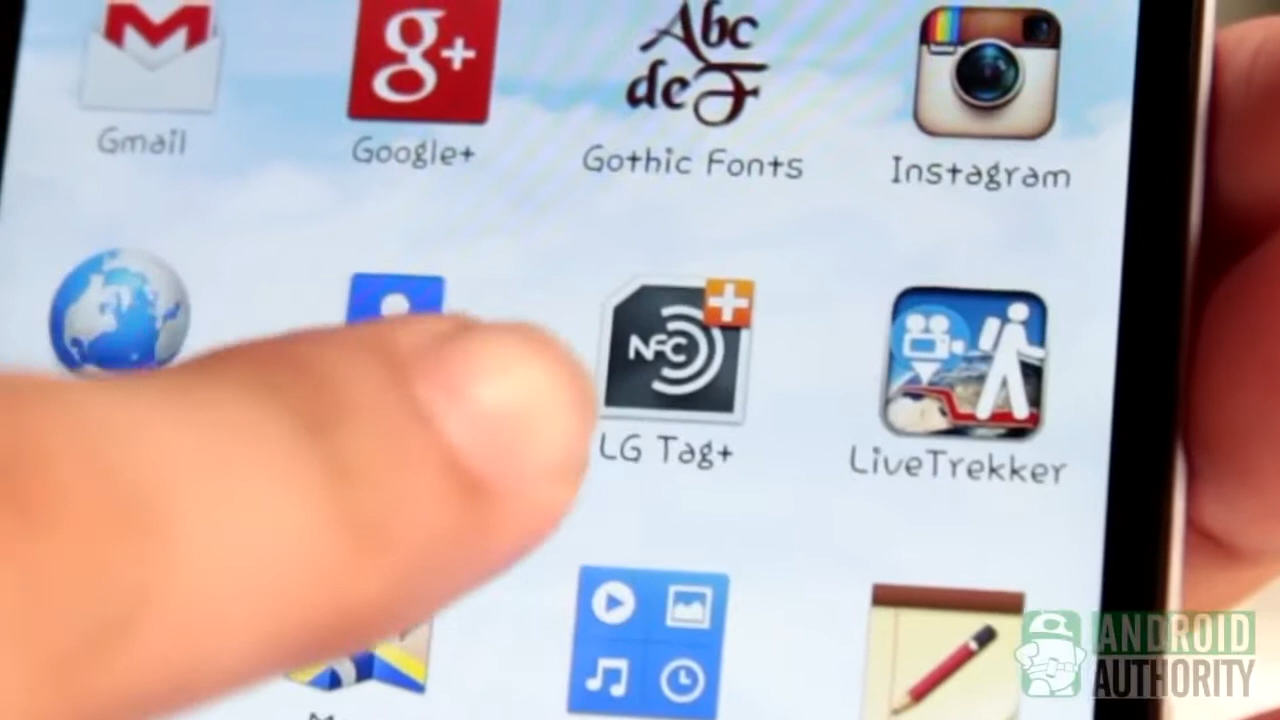 Gmail
Google+
Gothic Fonts
Instagram
g+
Abc
deF
NFC
LG Tag+
LiveTrekker
ANDROID
AUTHORITY